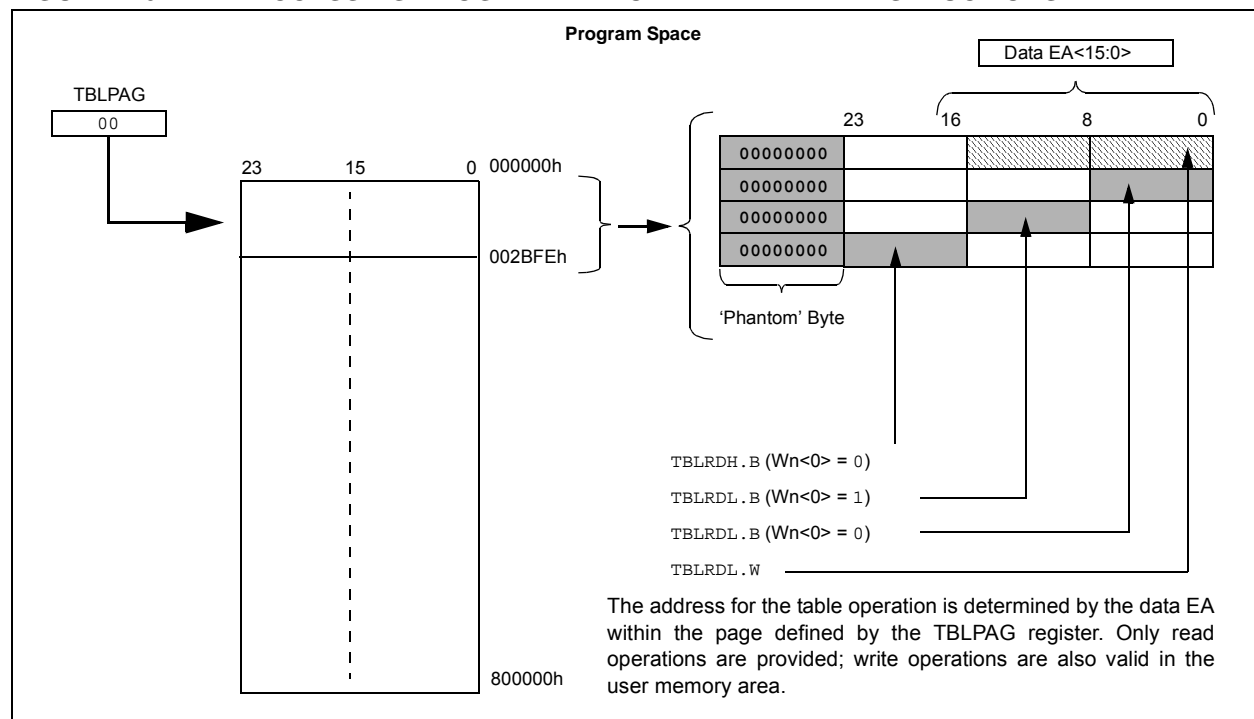 Program Space
Data EA<15:0>
TBLPAG
00
23 16 8 0
23 15 0 000000h
00000000
00000000
00000000
00000000
002BFEh
'Phantom' Byte
TBLRDH.B (Wn<0> = 0)
TBLRDL.B (Wn<0> = 1)
TBLRDL.B (Wn<0> = 0)
TBLRDL.W
The address for the table operation is determined by the data EA
within the page defined by the TBLPAG register. Only read
operations are provided; write operations are also valid in the
user memory area.
800000h